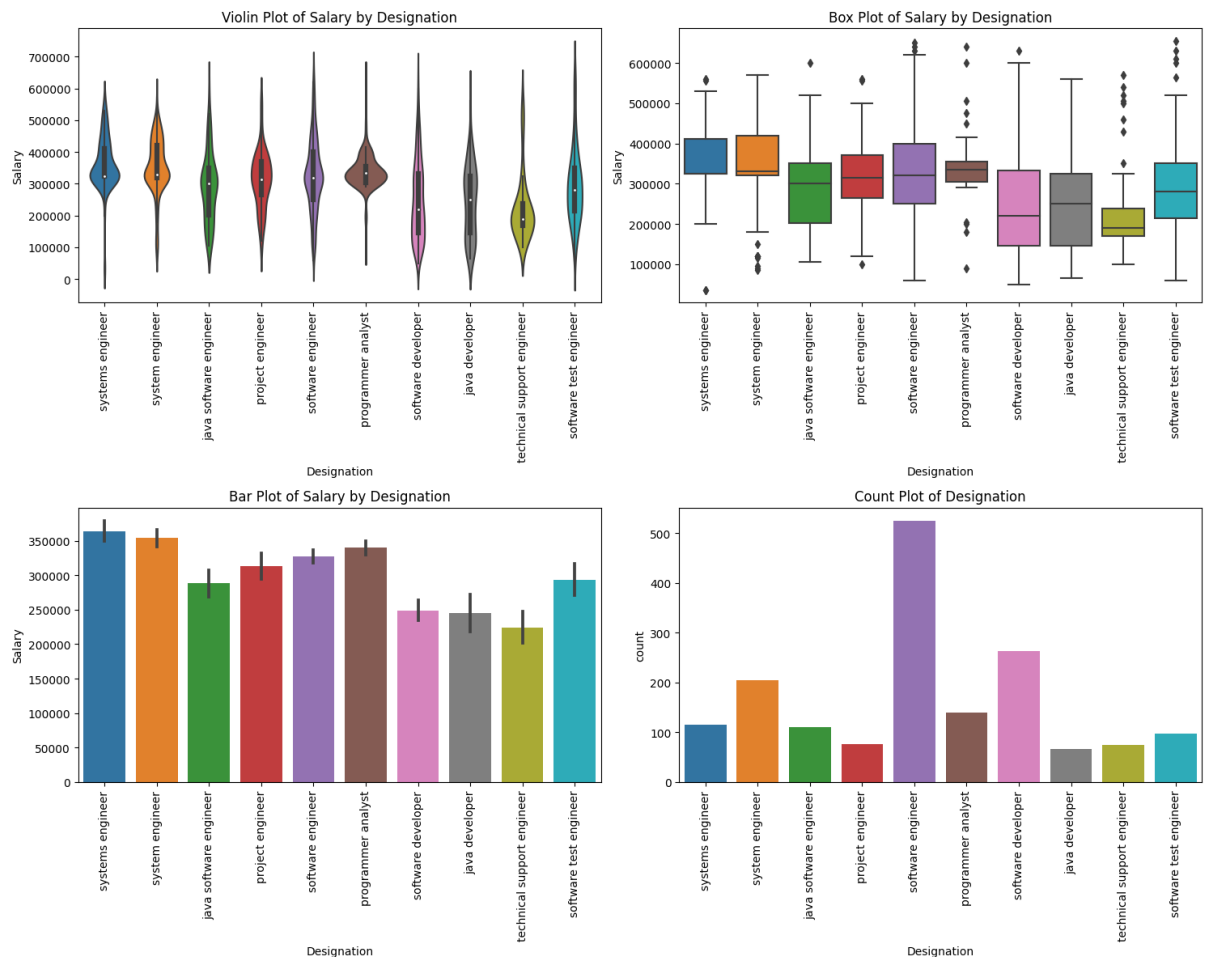 Violin Plot of Salary by Designation
700000
600000
500000
400000
300000
200000
100000
0
Salary
systems engineer
system engineer
java software engineer
project engineer
software engineer
programmer analyst
software developer
java developer
technical support engineer
software test engineer
Designation
Box Plot of Salary by Designation
600000
500000
400000
300000
200000
100000
Salary
systems engineer
system engineer
java software engineer
project engineer
software engineer
programmer analyst
software developer
java developer
technical support engineer
software test engineer
Designation
Bar Plot of Salary by Designation
350000
300000
250000
200000
150000
100000
50000
0
Salary
systems engineer
system engineer
java software engineer
project engineer
software engineer
programmer analyst
software developer
java developer
technical support engineer
software test engineer
Designation
Count Plot of Designation
500
400
300
200
100
0
count
systems engineer
system engineer
java software engineer
project engineer
software engineer
programmer analyst
software developer
java developer
technical support engineer
software test engineer
Designation